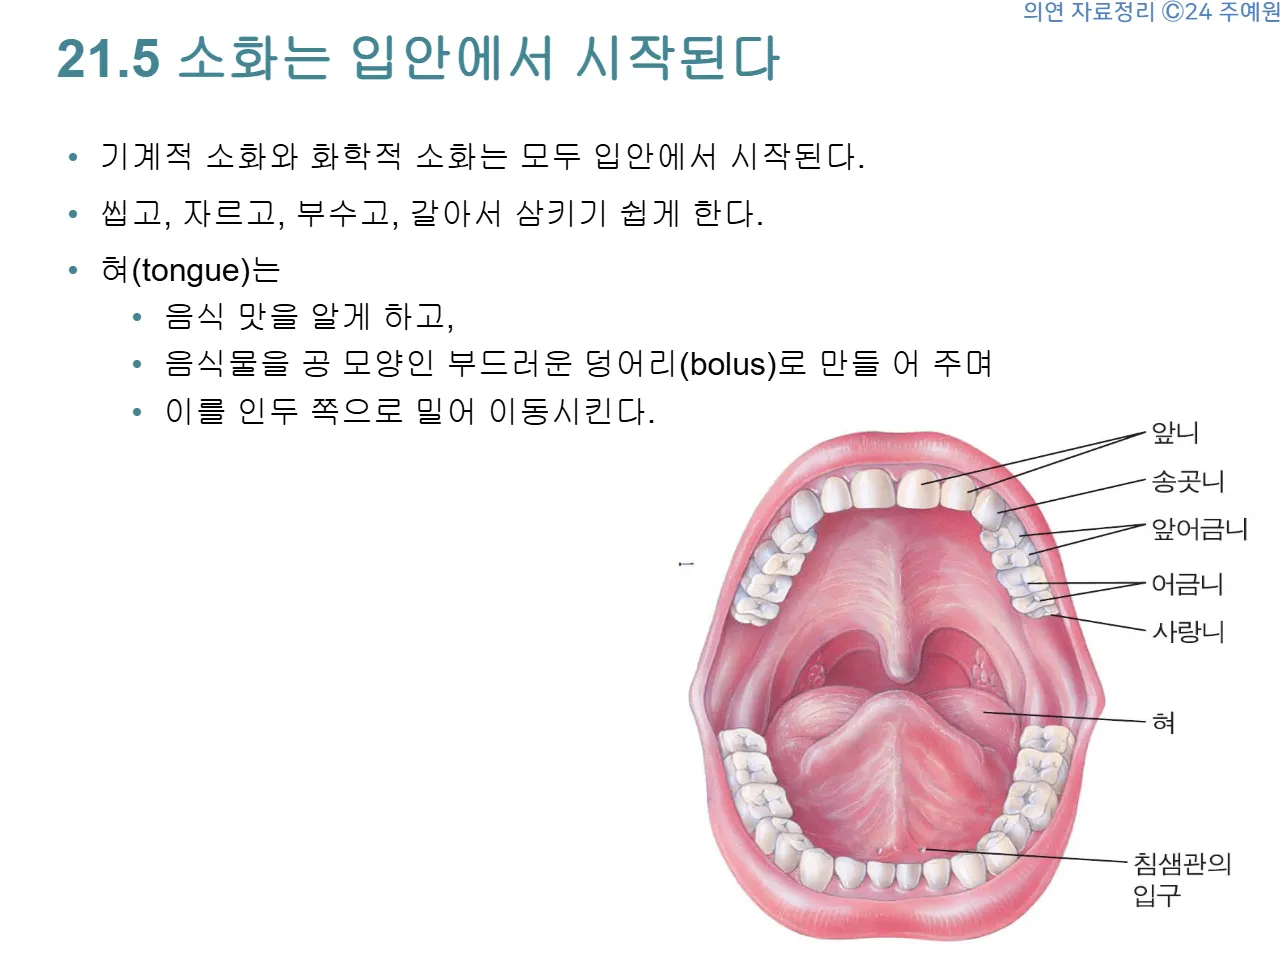 의연 자료정리 ©24 주예원
21.5 소화는 입안에서 시작된다
• 기계적 소화와 화학적 소화는 모두 입안에서 시작된다.
• 씹고, 자르고, 부수고, 갈아서 삼키기 쉽게 한다.
• 혀(tongue)는
• 음식 맛을 알게 하고,
• 음식물을 공 모양인 부드러운 덩어리(bolus)로 만들 어 주며
• 이를 인두 쪽으로 밀어 이동시킨다.
앞니
송곳니
앞어금니
어금니
사랑니
혀
침샘관의
입구